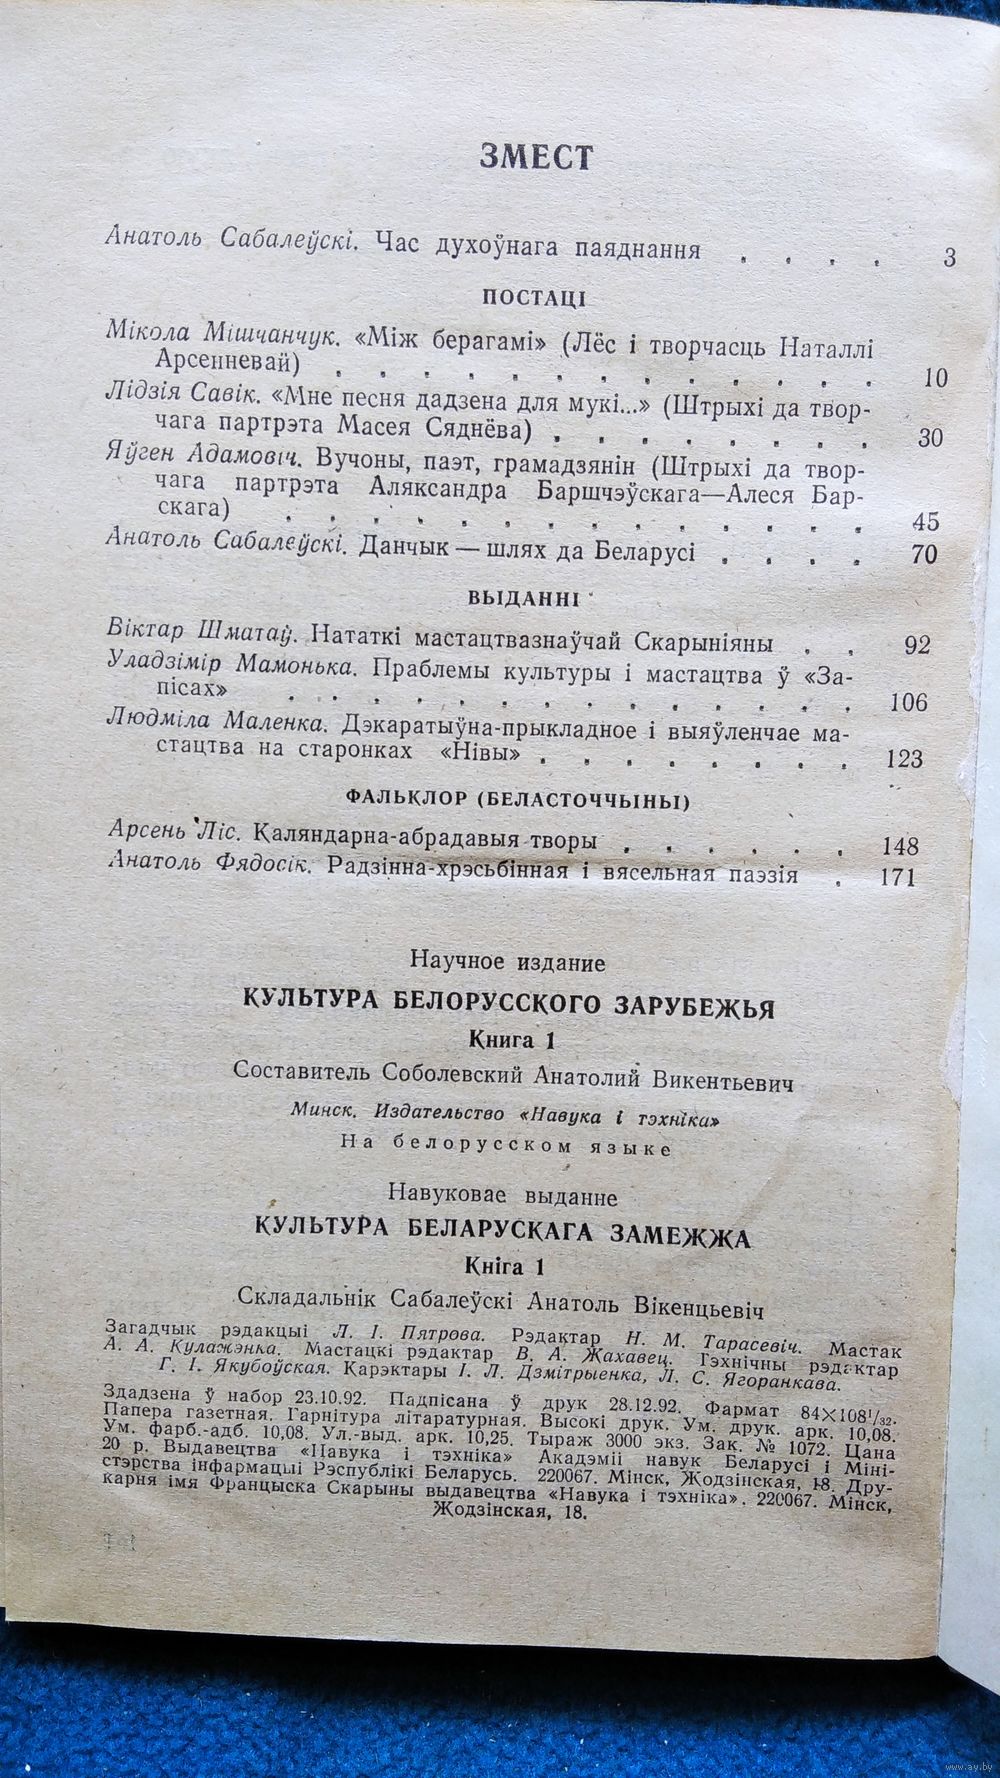 ЗМЕСТ
Анатоль Сабалеўскі. Час духоўнага паяднання . . . . 3
ПОСТАЦІ
Мікола Мішчанчук. «Між берагамі» (Лёс і творчасць Наталлі
Арсенневай) . . . . . . . . . . . . . 10
Лідзія Савік. «Мне песня дадзена для мукі...» (Штрыхі да твор-
чага партрэта Масея Сяднёва) . . . . . . . . 30
Яўген Адамовіч. Вучоны, паэт, грамадзянін (Штрыхі да твор-
чага партрэта Аляксандра Баршчэўскага—Алеся Бар-
скага) . . . . . . . . . . . . . . 45
Анатоль Сабалеўскі. Данчык — шлях да Беларусі . . . . 70
ВЫДАННІ
Віктар Шматаў. Нататкі мастацтвазнаўчай Скарыніяны . . 92
Уладзімір Мамонька. Праблемы культуры і мастацтва ў «За-
пісах» . . . . . . . . . . . . . . 106
Людміла Маленка. Дэкаратыўна-прыкладное і выяўленчае ма-
стацтва на старонках «Нівы» . . . . . . . . 123
ФАЛЬКЛОР (БЕЛАСТОЧЧЫНЫ)
Арсень Ліс. Каляндарна-абрадавыя творы . . . . . . 148
Анатоль Фядосік. Радзінна-хрэсьбінная і вясельная паэзія . 171
Научное издание
КУЛЬТУРА БЕЛОРУССКОГО ЗАРУБЕЖЬЯ
Книга 1
Составитель Соболевский Анатолий Викентьевич
Минск. Издательство «Навука і тэхніка»
На белорусском языке
Навуковае выданне
КУЛЬТУРА БЕЛАРУСКАГА ЗАМЕЖЖА
Кніга 1
Складальнік Сабалеўскі Анатоль Вікенцьевіч
Загадчык рэдакцыі Л. І. Пятрова. Рэдактар Н. М. Тарасевіч. Мастак
А. А. Кулажэнка. Мастацкі рэдактар В. А. Жахавец. Тэхнічны рэдактар
Г. І. Якубоўская. Карэктары І. Л. Дзмітрыенка, Л. С. Ягоранкава.
Здадзена ў набор 23.10.92. Падпісана ў друк 28.12.92. Фармат 84×108 1/32.
Папера газетная. Гарнітура літаратурная. Высокі друк. Ум. друк. арк. 10,08.
Ум. фарб.-адб. 10,08. Ул.-выд. арк. 10,25. Тыраж 3000 экз. Зак. № 1072. Цана
20 р. Выдавецтва «Навука і тэхніка» Акадэміі навук Беларусі і Міні-
стэрства інфармацыі Рэспублікі Беларусь. 220067. Мінск, Жодзінская, 18. Дру-
карня імя Францыска Скарыны выдавецтва «Навука і тэхніка». 220067. Мінск,
Жодзінская, 18.
www.ay.by